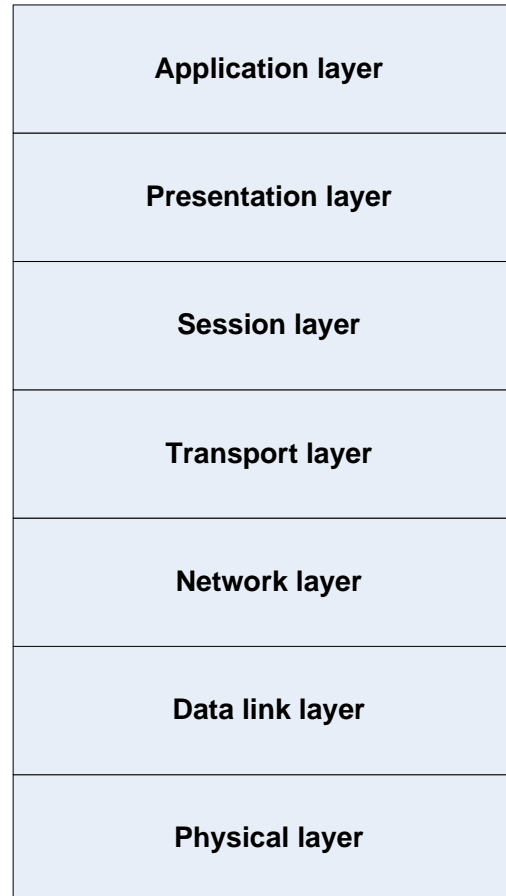 Application layer
Presentation layer
Session layer
Transport layer
Network layer
Data link layer
Physical layer